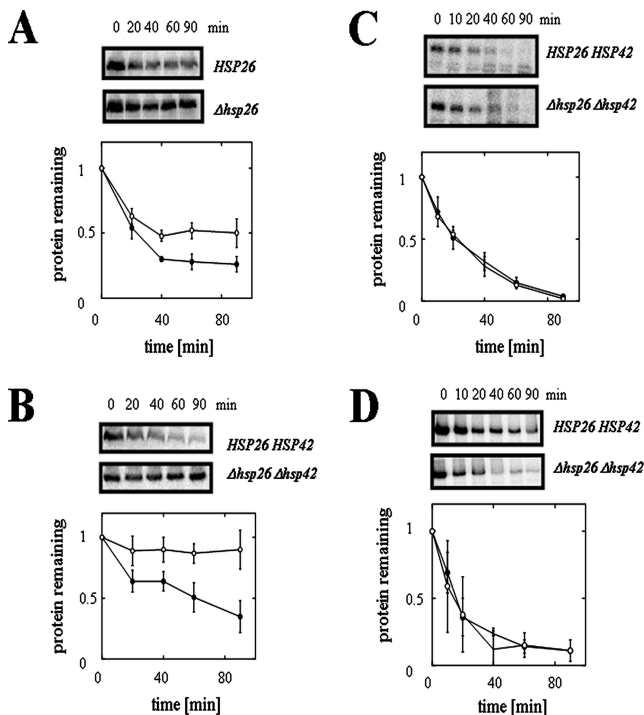 A
0 20 40 60 90 min
HSP26
Δhsp26
protein remaining
1
0.5
0
0 40 80
time [min]
B
0 20 40 60 90 min
HSP26 HSP42
Δhsp26 Δhsp42
protein remaining
1
0.5
0
0 40 80
time [min]
C
0 10 20 40 60 90 min
HSP26 HSP42
Δhsp26 Δhsp42
protein remaining
1
0.5
0
0 40 80
time [min]
D
0 10 20 40 60 90 min
HSP26 HSP42
Δhsp26 Δhsp42
protein remaining
1
0.5
0
0 40 80
time [min]